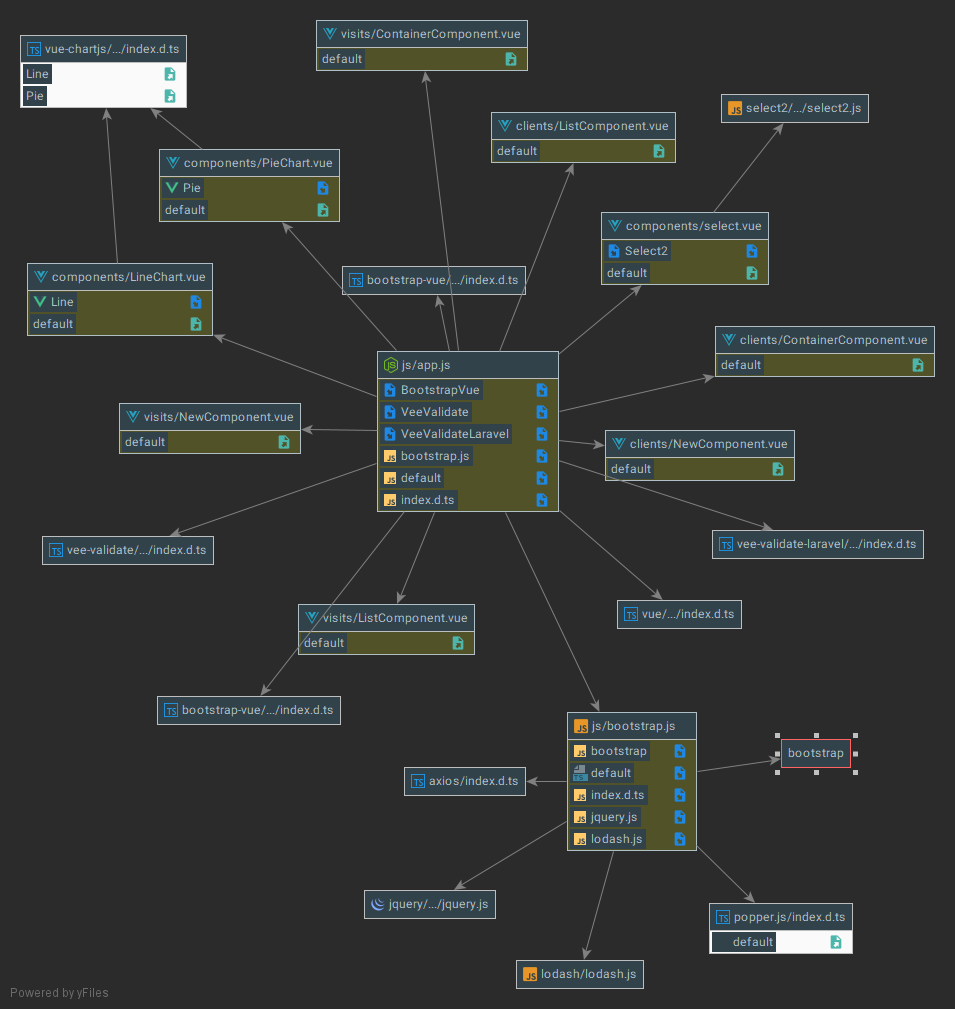 visits/ContainerComponent.vue
default
vue-chartjs/.../index.d.ts
Line
Pie
select2/.../select2.js
clients/ListComponent.vue
default
components/PieChart.vue
Pie
default
components/select.vue
Select2
default
components/LineChart.vue
Line
default
bootstrap-vue/.../index.d.ts
clients/ContainerComponent.vue
default
js/app.js
BootstrapVue
VeeValidate
VeeValidateLaravel
bootstrap.js
default
index.d.ts
visits/NewComponent.vue
default
clients/NewComponent.vue
default
vee-validate/.../index.d.ts
vee-validate-laravel/.../index.d.ts
visits/ListComponent.vue
default
vue/.../index.d.ts
bootstrap-vue/.../index.d.ts
js/bootstrap.js
bootstrap
default
index.d.ts
jquery.js
lodash.js
bootstrap
axios/index.d.ts
jquery/.../jquery.js
popper.js/index.d.ts
default
lodash/lodash.js
Powered by yFiles